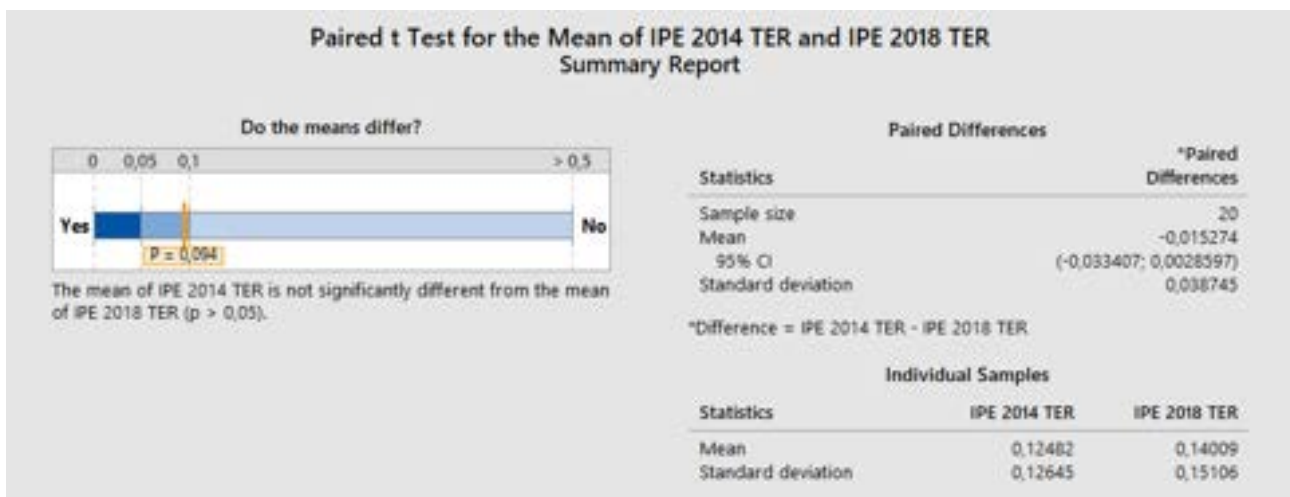 Paired t Test for the Mean of IPE 2014 TER and IPE 2018 TER
Summary Report
Do the means differ?
0 0,05 0,1 > 0,5
Yes No
P = 0,094
The mean of IPE 2014 TER is not significantly different from the mean
of IPE 2018 TER (p > 0,05).
Paired Differences
*Paired
Statistics Differences
Sample size 20
Mean -0,015274
95% CI (-0,033407; 0,0028597)
Standard deviation 0,038745
*Difference = IPE 2014 TER - IPE 2018 TER
Individual Samples
Statistics IPE 2014 TER IPE 2018 TER
Mean 0,12482 0,14009
Standard deviation 0,12645 0,15106